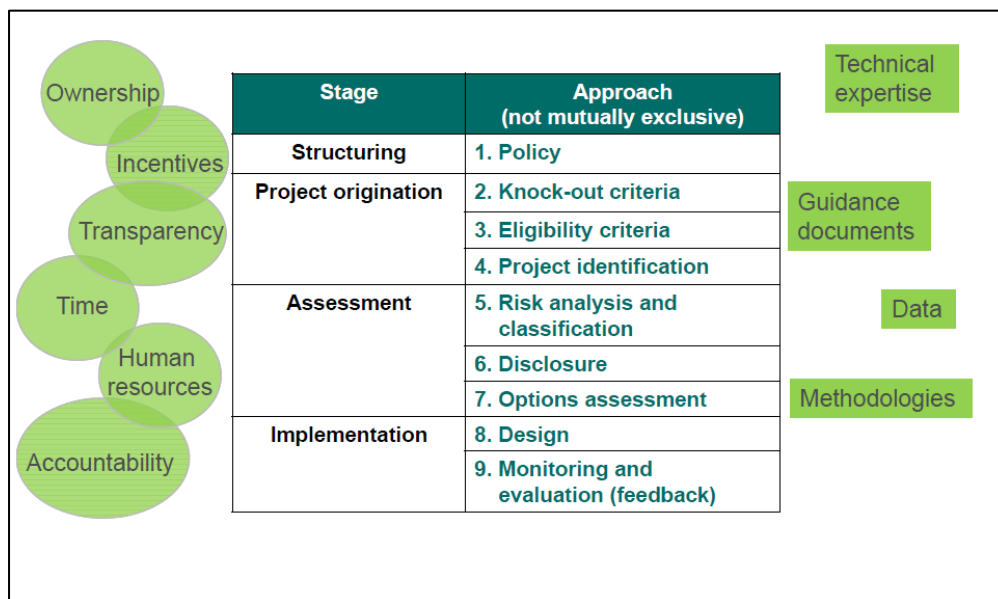 Ownership
Incentives
Transparency
Time
Human
resources
Accountability
Stage
Approach
(not mutually exclusive)
Structuring
1. Policy
Project origination
2. Knock-out criteria
3. Eligibility criteria
4. Project identification
Assessment
5. Risk analysis and
classification
6. Disclosure
7. Options assessment
Implementation
8. Design
9. Monitoring and
evaluation (feedback)
Technical
expertise
Guidance
documents
Data
Methodologies